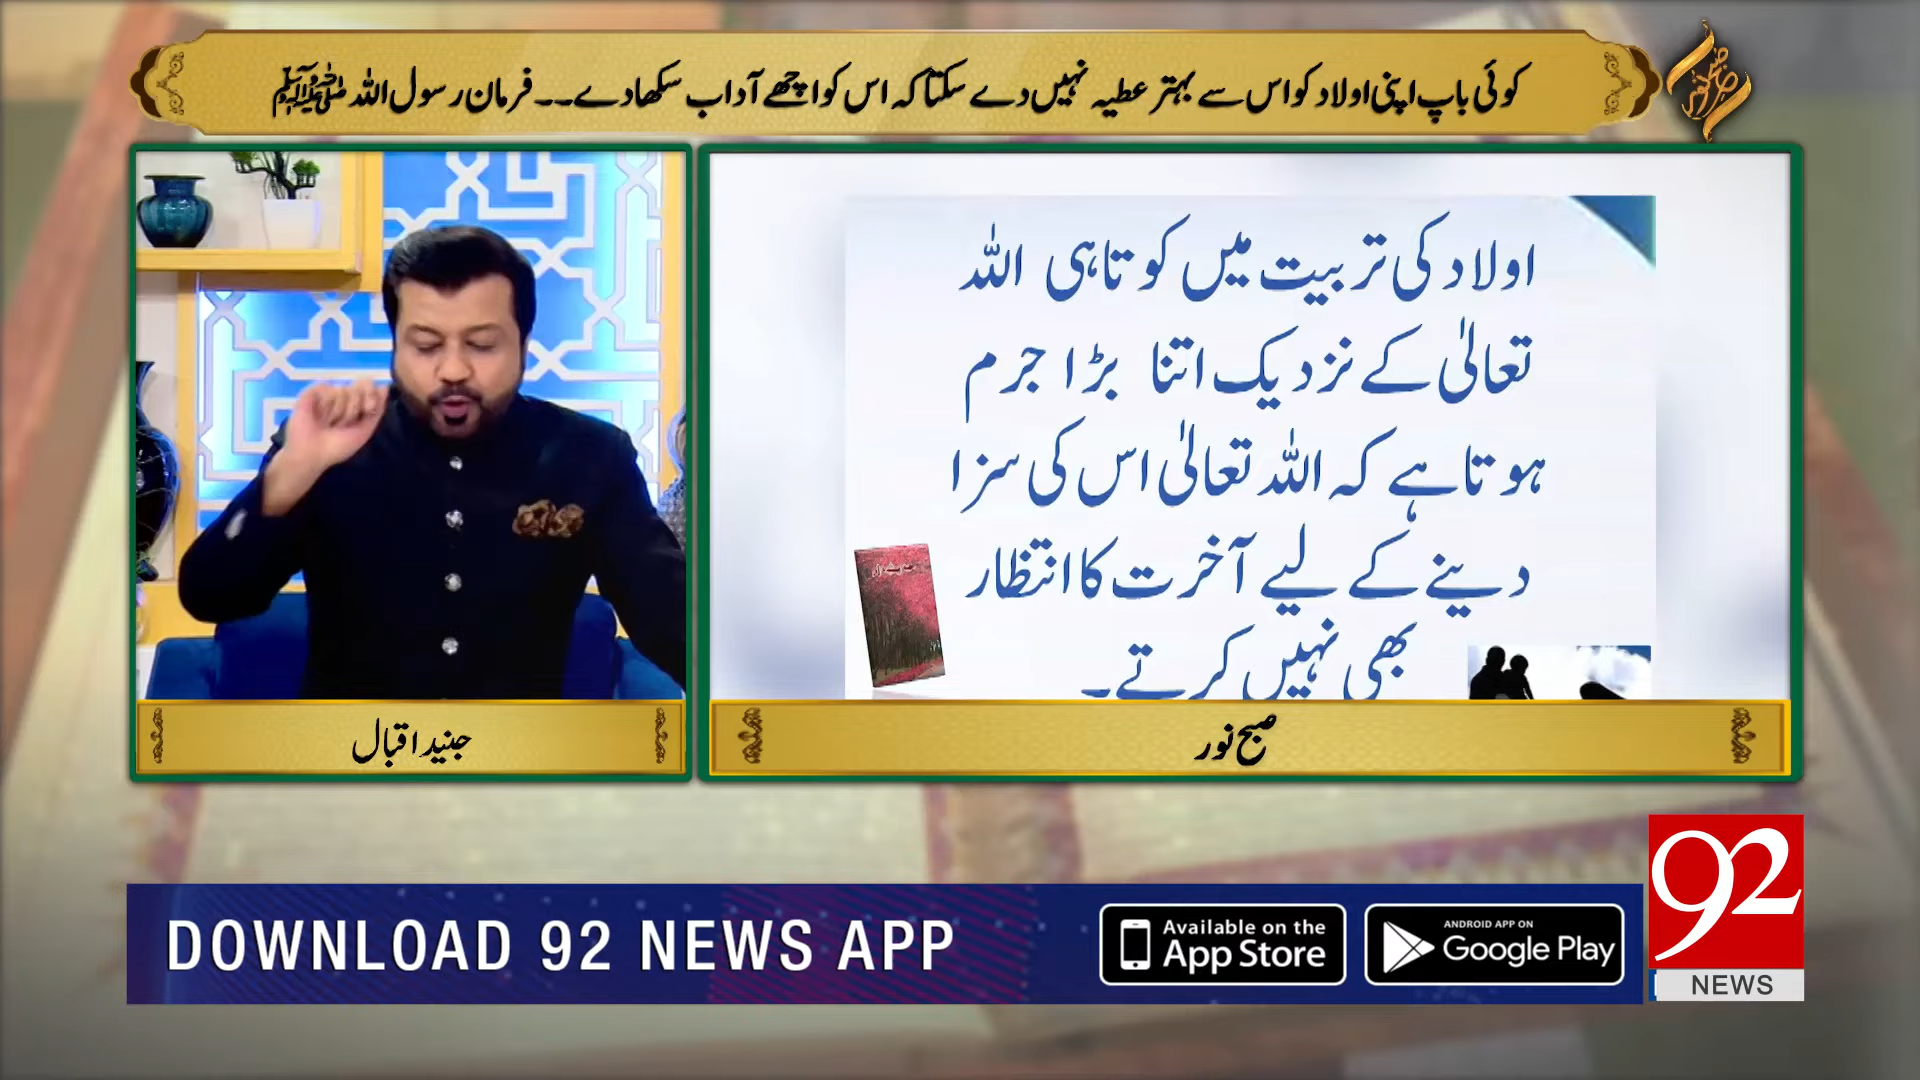 کوئی باپ اپنی اولاد کو اس سے بہتر عطیہ نہیں دے سکتا کہ اس کو اچھے آداب سکھا دے۔۔۔فرمان رسول اللہ ﷺ
اولاد کی تربیت میں کوتاہی اللہ
تعالیٰ کے نزدیک اتنا بڑا جرم
ہوتا ہے کہ اللہ تعالیٰ اس کی سزا
دینے کے لیے آخرت کا انتظار
بھی نہیں کرتے۔
جنید اقبال
صبح نور
DOWNLOAD 92 NEWS APP
Available on the
App Store
ANDROID APP ON
Google Play
92
NEWS